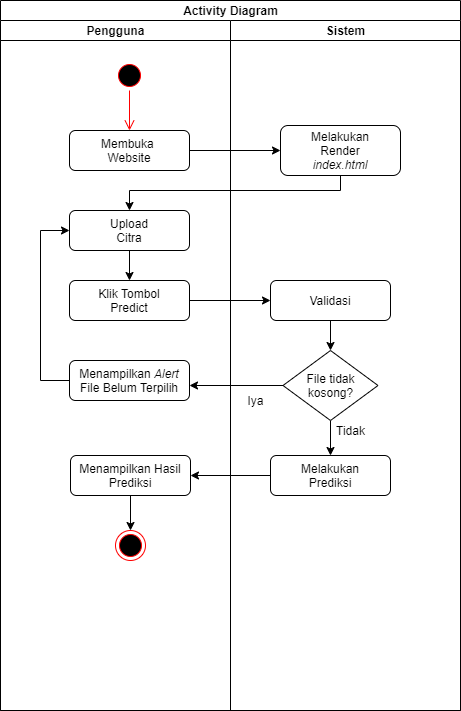 Activity Diagram
Pengguna
Sistem
Membuka
Website
Melakukan
Render
index.html
Upload
Citra
Klik Tombol
Predict
Validasi
Menampilkan Alert
File Belum Terpilih
File tidak
kosong?
Iya
Tidak
Menampilkan Hasil
Prediksi
Melakukan
Prediksi